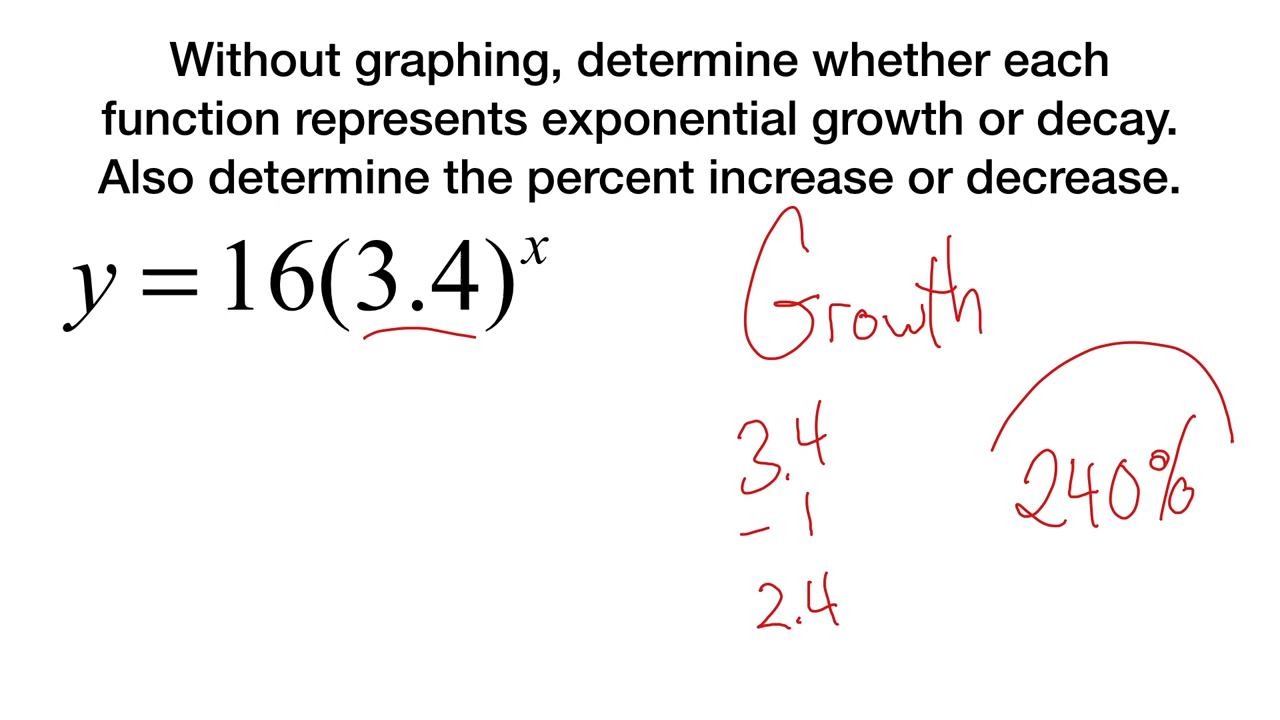 Without graphing, determine whether each
function represents exponential growth or decay.
Also determine the percent increase or decrease.
y = 16(3.4)^x
Growth
3.4
- 1
2.4
240%